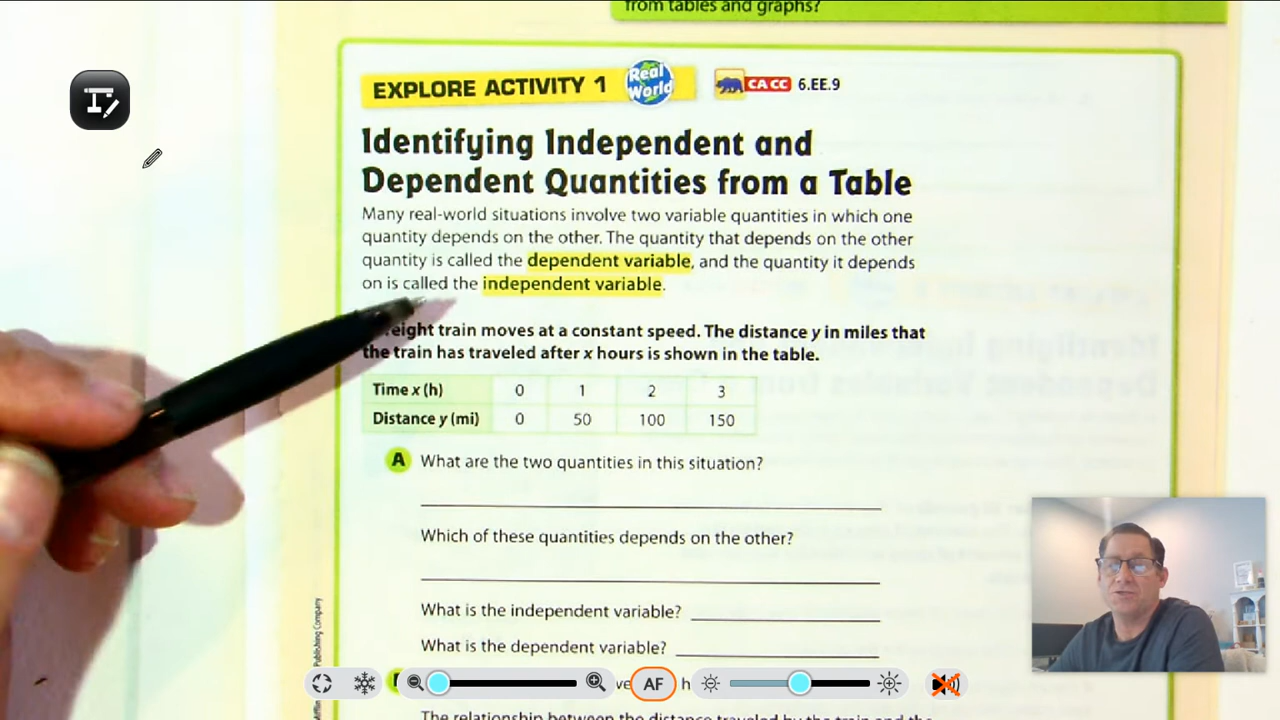 from tables and graphs?
EXPLORE ACTIVITY 1
Real World
CA CC 6.EE.9
Identifying Independent and
Dependent Quantities from a Table
Many real-world situations involve two variable quantities in which one
quantity depends on the other. The quantity that depends on the other
quantity is called the dependent variable, and the quantity it depends
on is called the independent variable.
freight train moves at a constant speed. The distance y in miles that
the train has traveled after x hours is shown in the table.
Time x (h) 0 1 2 3
Distance y (mi) 0 50 100 150
A What are the two quantities in this situation?
Which of these quantities depends on the other?
What is the independent variable?
What is the dependent variable?
AF
The relationship between the distance traveled by the train and the
Publishing Company